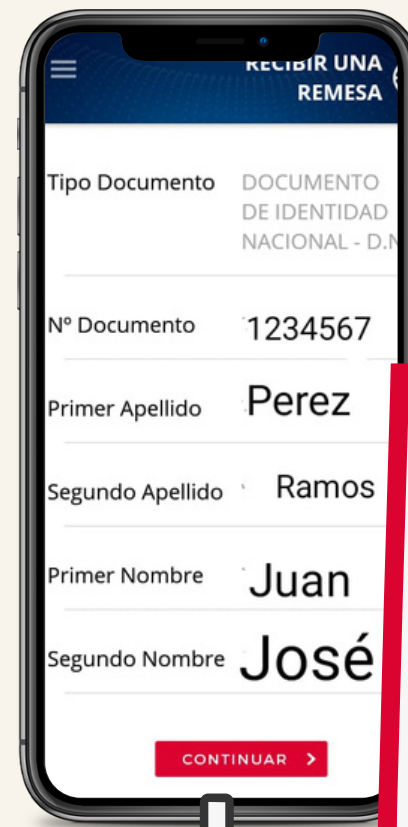 RECIBIR UNA
REMESA
Tipo Documento DOCUMENTO
DE IDENTIDAD
NACIONAL - D.N
Nº Documento 1234567
Primer Apellido Perez
Segundo Apellido Ramos
Primer Nombre Juan
Segundo Nombre José
CONTINUAR >